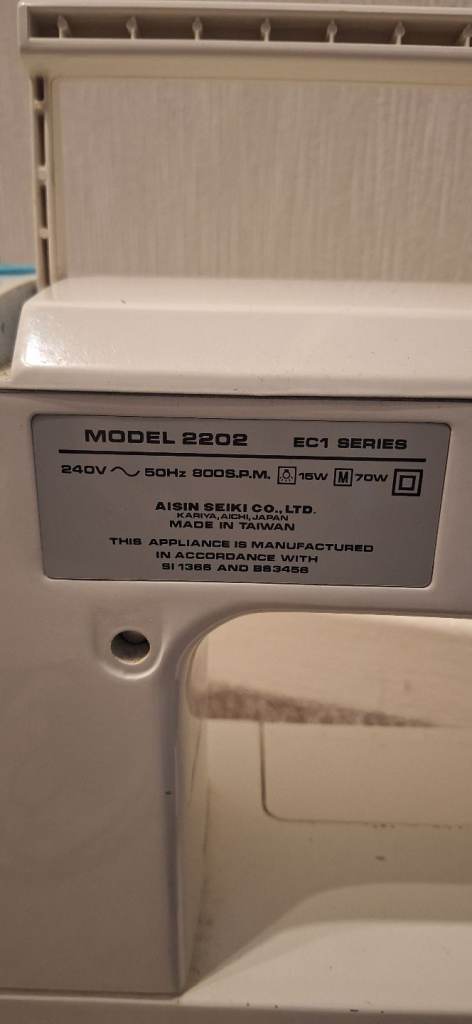 MODEL 2202 EC1 SERIES
240V 50Hz 800S.P.M. 15W M 70W
AISIN SEIKI CO., LTD.
KARIYA, AICHI, JAPAN
MADE IN TAIWAN
THIS APPLIANCE IS MANUFACTURED
IN ACCORDANCE WITH
SI 1366 AND BS3456